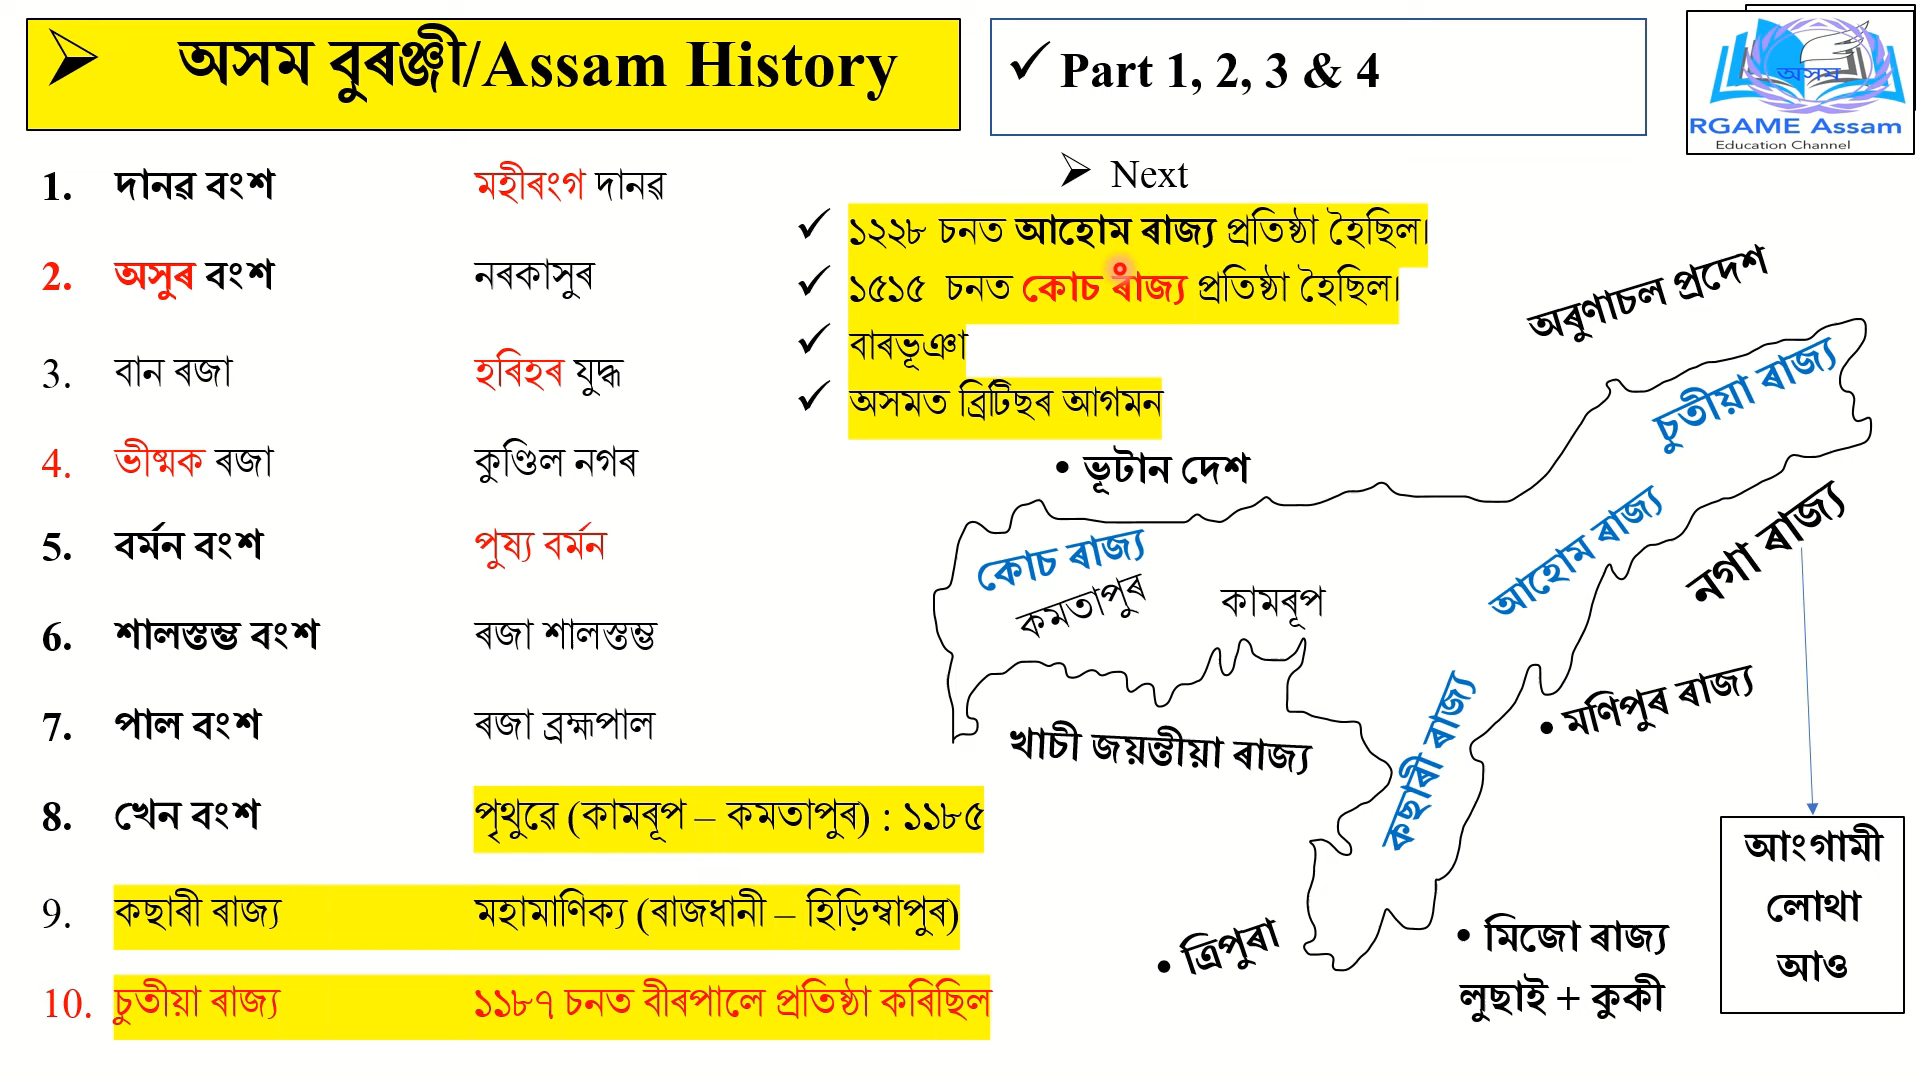 ➢ অসম বুৰঞ্জী/Assam History
✓ Part 1, 2, 3 & 4
অসম
RGAME Assam
Education Channel
1. দানৱ বংশ মহীৰংগ দানৱ
2. অসুৰ বংশ নৰকাসুৰ
3. বান ৰজা হৰিহৰ যুদ্ধ
4. ভীষ্মক ৰজা কুণ্ডিল নগৰ
5. বৰ্মন বংশ পুষ্য বৰ্মন
6. শালস্তম্ভ বংশ ৰজা শালস্তম্ভ
7. পাল বংশ ৰজা ব্ৰহ্মপাল
8. খেন বংশ পৃথুৱে (কামৰূপ – কমতাপুৰ) : ১১৮৫
9. কছাৰী ৰাজ্য মহামাণিক্য (ৰাজধানী – হিড়িম্বাপুৰ)
10. চুতীয়া ৰাজ্য ১১৮৭ চনত বীৰপালে প্ৰতিষ্ঠা কৰিছিল
➢ Next
✓ ১২২৮ চনত আহোম ৰাজ্য প্ৰতিষ্ঠা হৈছিল।
✓ ১৫১৫ চনত কোচ ৰাজ্য প্ৰতিষ্ঠা হৈছিল।
✓ বাৰভূঞা
✓ অসমত ব্ৰিটিছৰ আগমন
অৰুণাচল প্ৰদেশ
চুতীয়া ৰাজ্য
• ভূটান দেশ
কোচ ৰাজ্য
কমতাপুৰ
কামৰূপ
আহোম ৰাজ্য
নগা ৰাজ্য
কছাৰী ৰাজ্য
• মণিপুৰ ৰাজ্য
খাচী জয়ন্তীয়া ৰাজ্য
আংগামী
লোথা
আও
• ত্ৰিপুৰা
• মিজো ৰাজ্য
লুছাই + কুকী